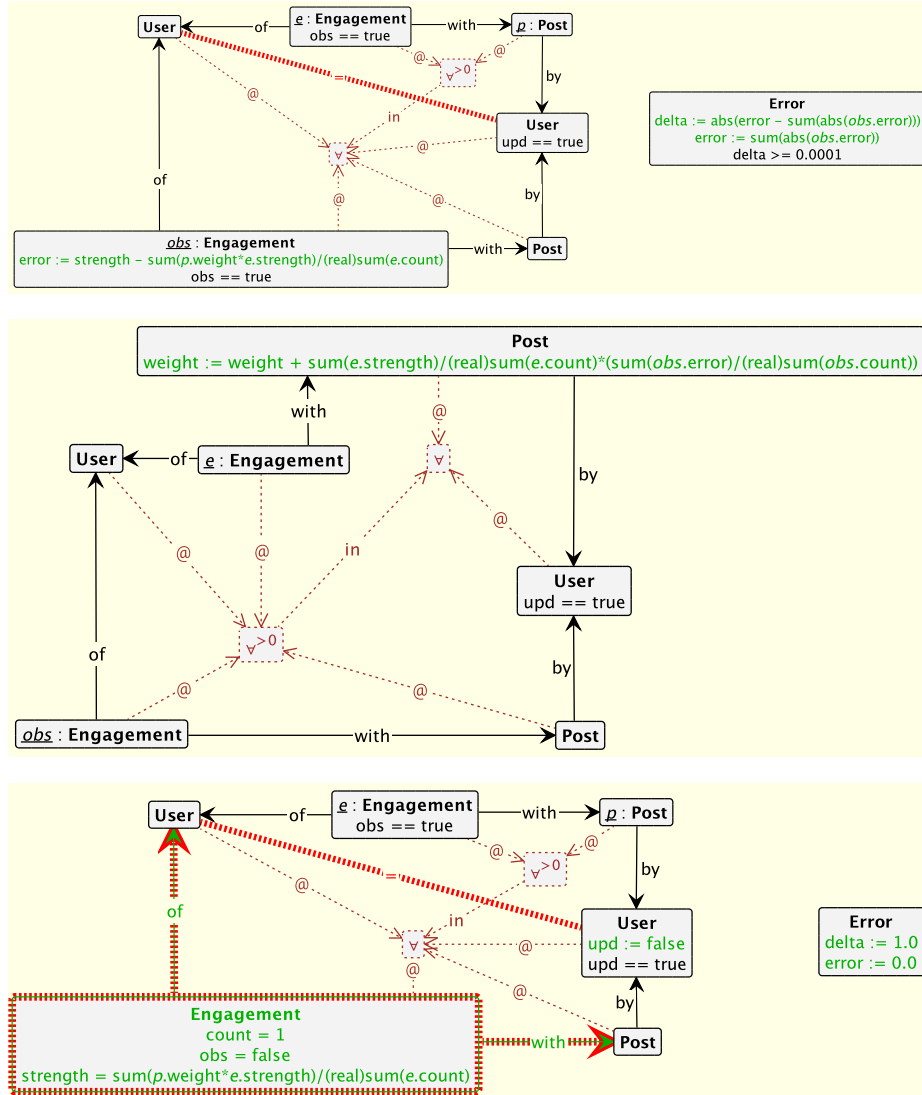 User
of
e : Engagement
obs == true
with
p : Post
@
@
∀>0
by
=
@
in
User
upd == true
Error
delta := abs(error – sum(abs(obs.error)))
error := sum(abs(obs.error))
delta >= 0.0001
∀
@
of
@
@
by
obs : Engagement
error := strength – sum(p.weight*e.strength)/(real)sum(e.count)
obs == true
with
Post
Post
weight := weight + sum(e.strength)/(real)sum(e.count)*(sum(obs.error)/(real)sum(obs.count))
with
@
User
of
e : Engagement
∀
by
@
@
in
@
User
upd == true
∀>0
of
@
@
by
obs : Engagement
with
Post
User
of
e : Engagement
obs == true
with
p : Post
@
@
∀>0
by
=
@
in
of
User
upd := false
upd == true
Error
delta := 1.0
error := 0.0
∀
@
@
@
by
Engagement
count = 1
obs = false
strength = sum(p.weight*e.strength)/(real)sum(e.count)
with
Post